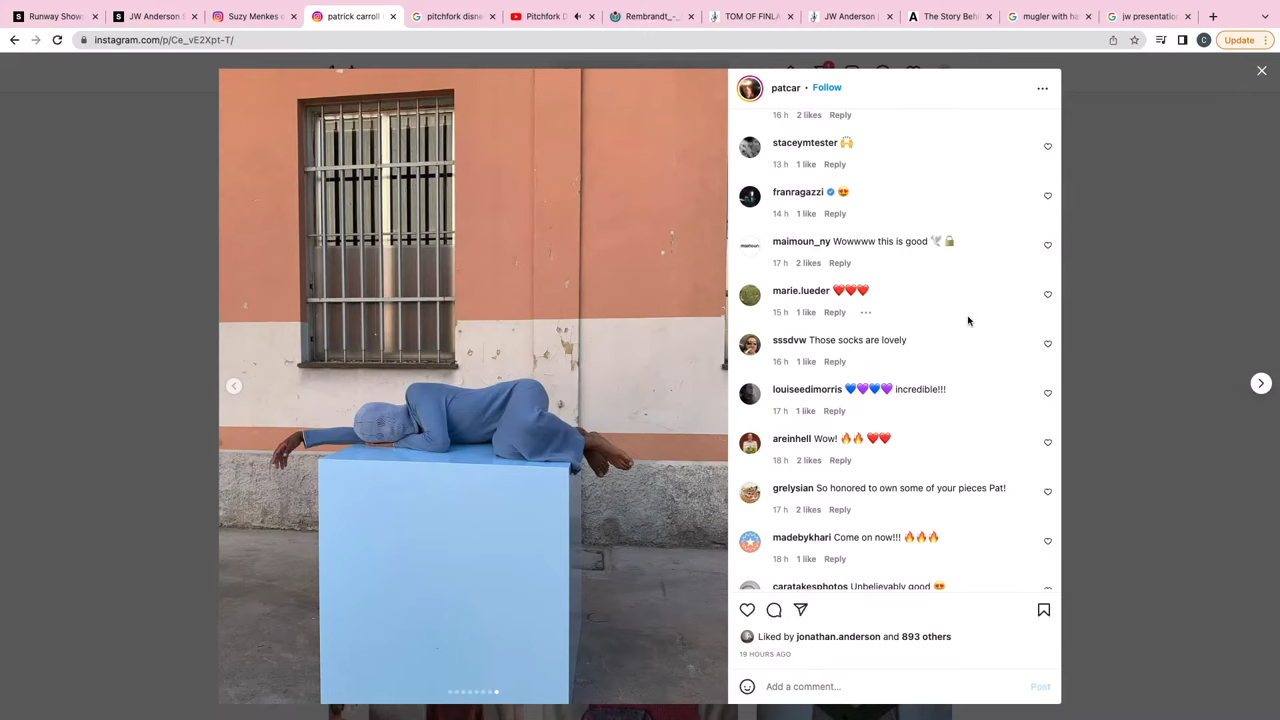 Runway Show:
JW Anderson S
Suzy Menkes o
patrick carroll
pitchfork disne
Pitchfork D
Rembrandt_-_
TOM OF FINLA
JW Anderson
The Story Behi
mugler with ha
jw presentation
instagram.com/p/Ce_vE2Xpt-T/
C
Update
patcar • Follow
16 h 2 likes Reply
staceymtester 🙌
13 h 1 like Reply
franragazzi 😍
14 h 1 like Reply
maimoun_ny Wowwww this is good 🕊🔒
17 h 2 likes Reply
marie.lueder ❤️❤️❤️
15 h 1 like Reply
sssdvw Those socks are lovely
16 h 1 like Reply
louiseedimorris 💙💜💙💜 incredible!!!
17 h 1 like Reply
areinhell Wow! 🔥🔥 ❤️❤️
18 h 2 likes Reply
grelysian So honored to own some of your pieces Pat!
17 h 2 likes Reply
madebykhari Come on now!!! 🔥🔥🔥
18 h 1 like Reply
caratakesphotos Unbelievably good 😍
Liked by jonathan.anderson and 893 others
19 HOURS AGO
Add a comment...
Post